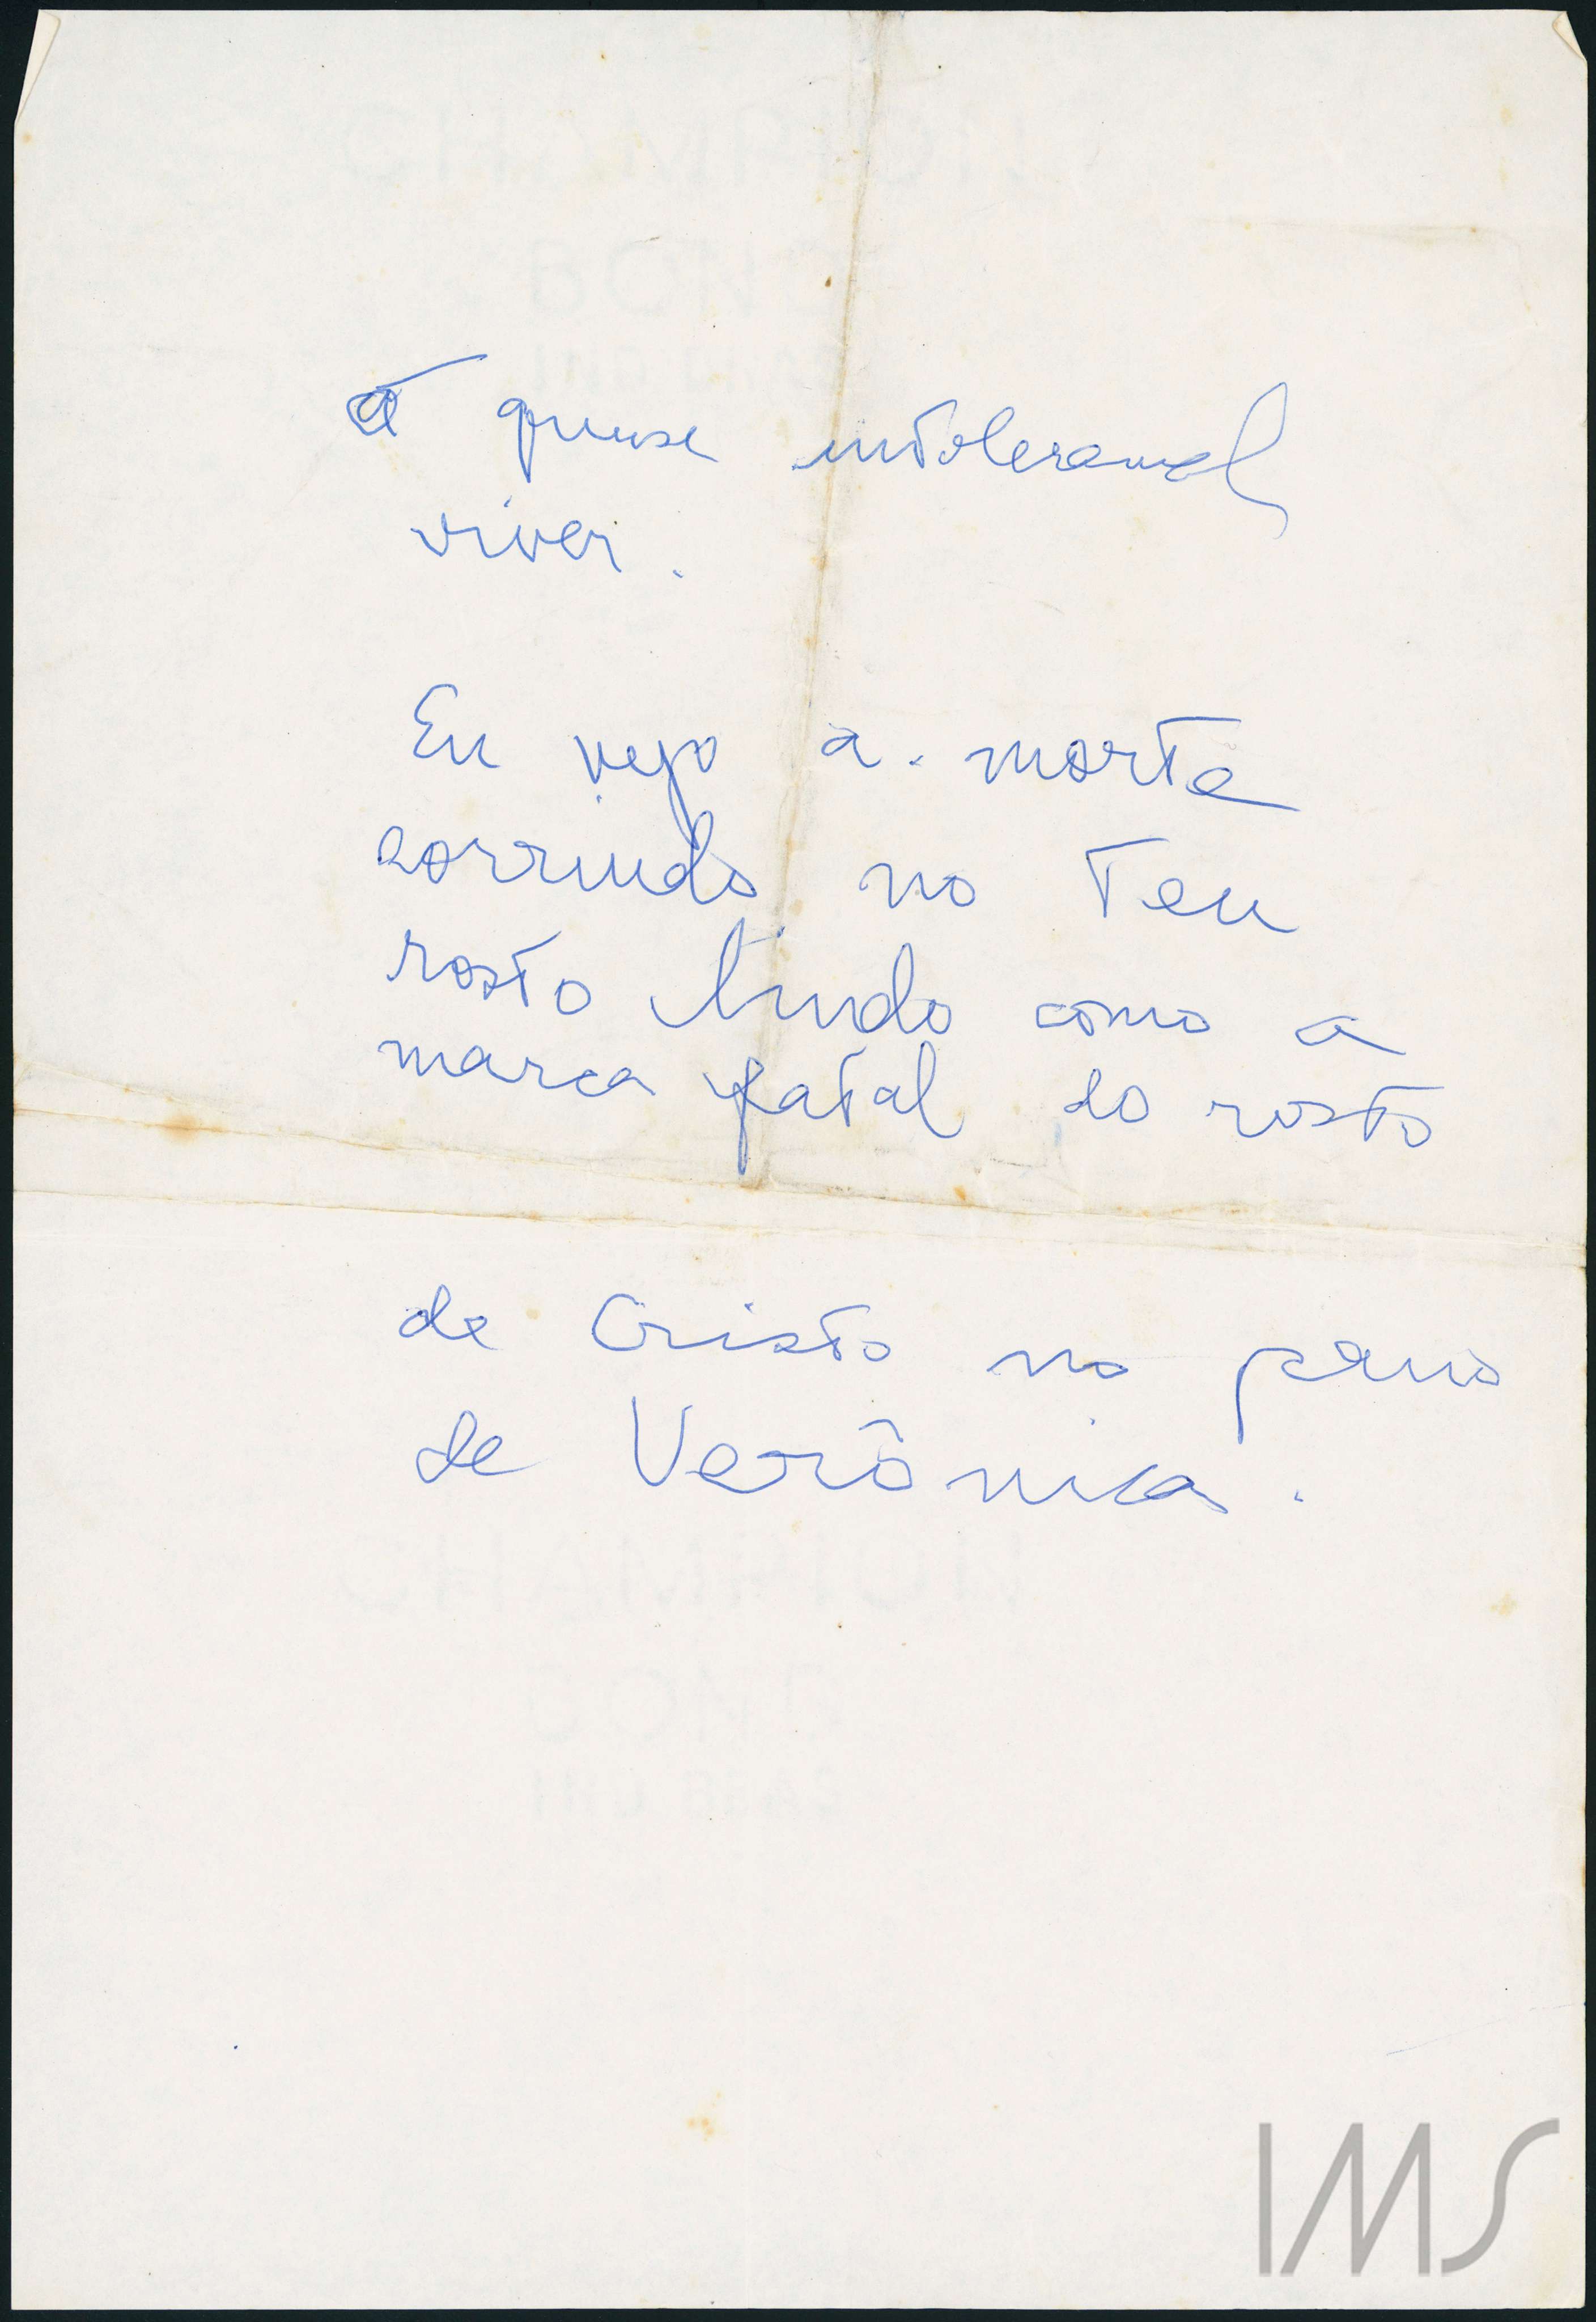 É quase intoleravel
viver.
Eu vejo a morte
sorrindo no teu
rosto lindo como a
marca fatal do rosto
de Cristo no pano
de Verônica.
IMS